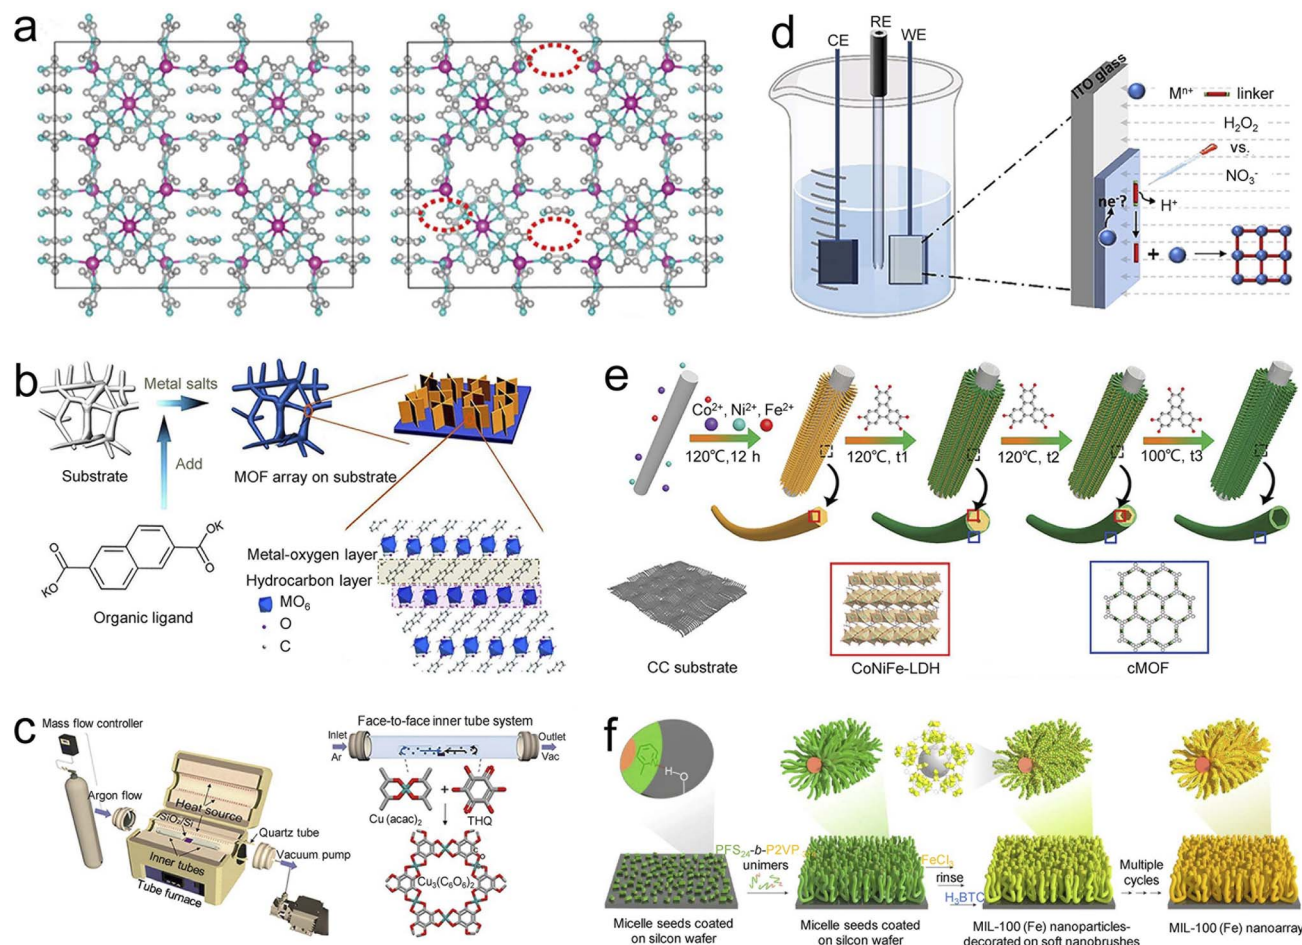 a
b
Metal salts
Add
Substrate
MOF array on substrate
KO
O
O
OK
Organic ligand
Metal-oxygen layer
Hydrocarbon layer
MO₆
O
C
c
Mass flow controller
Argon flow
Heat source
SiO₂/Si
Inner tubes
Tube furnace
Quartz tube
Vacuum pump
Face-to-face inner tube system
Inlet
Ar
Outlet
Vac
+
Cu (acac)₂
THQ
Cu₃(C₆O₆)₂
d
CE
RE
WE
ITO glass
Mⁿ⁺
linker
H₂O₂
vs.
NO₃⁻
ne⁻?
H⁺
+
e
Co²⁺, Ni²⁺, Fe²⁺
120℃,12 h
120℃, t1
120℃, t2
100℃, t3
CC substrate
CoNiFe-LDH
cMOF
f
H-O
PFS₂₄-b-P2VP
unimers
FeCl₃
rinse
H₃BTC
Multiple
cycles
Micelle seeds coated
on silcon wafer
Micelle seeds coated
on silcon wafer
MIL-100 (Fe) nanoparticles-
decorated on soft nanobrushes
MIL-100 (Fe) nanoarray